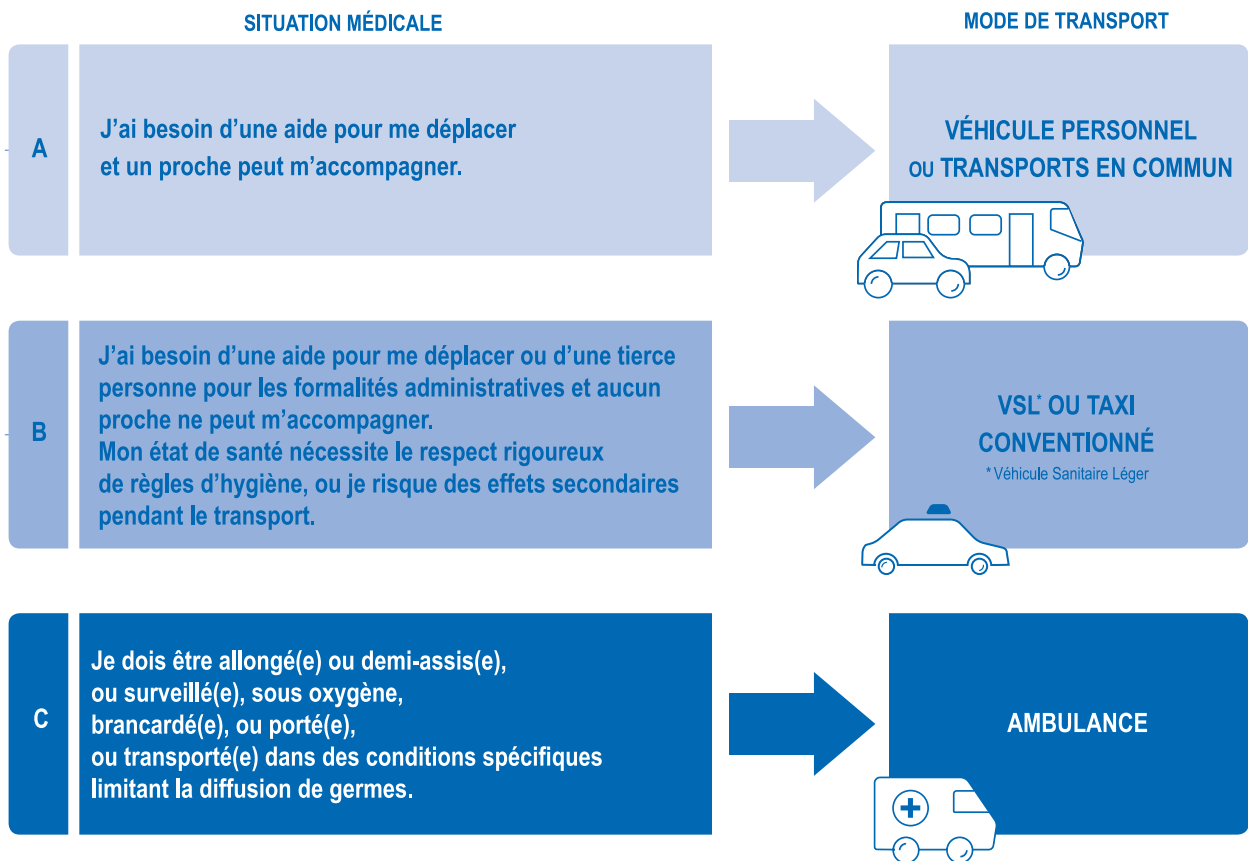 SITUATION MÉDICALE
MODE DE TRANSPORT
A
J'ai besoin d'une aide pour me déplacer
et un proche peut m'accompagner.
VÉHICULE PERSONNEL
OU TRANSPORTS EN COMMUN
B
J'ai besoin d'une aide pour me déplacer ou d'une tierce
personne pour les formalités administratives et aucun
proche ne peut m'accompagner.
Mon état de santé nécessite le respect rigoureux
de règles d'hygiène, ou je risque des effets secondaires
pendant le transport.
VSL* OU TAXI
CONVENTIONNÉ
* Véhicule Sanitaire Léger
C
Je dois être allongé(e) ou demi-assis(e),
ou surveillé(e), sous oxygène,
brancardé(e), ou porté(e),
ou transporté(e) dans des conditions spécifiques
limitant la diffusion de germes.
AMBULANCE